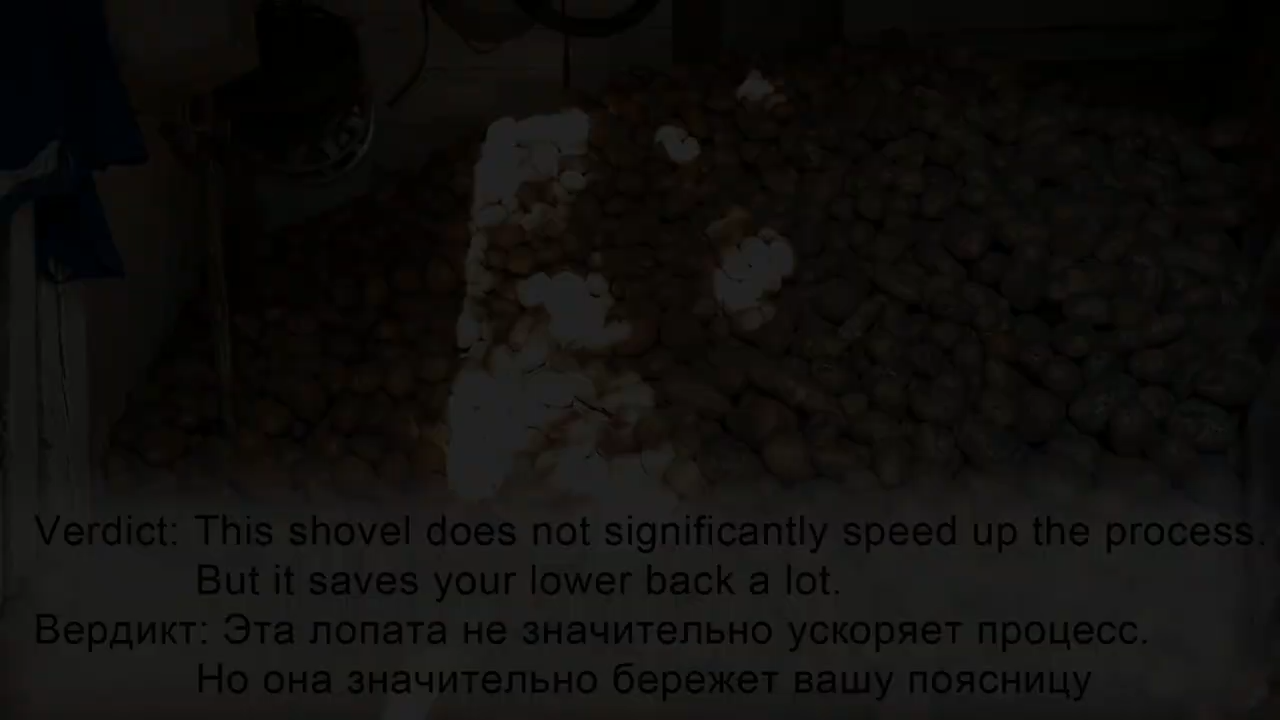 Verdict: This shovel does not significantly speed up the process.
But it saves your lower back a lot.
Вердикт: Эта лопата не значительно ускоряет процесс.
Но она значительно бережет вашу поясницу